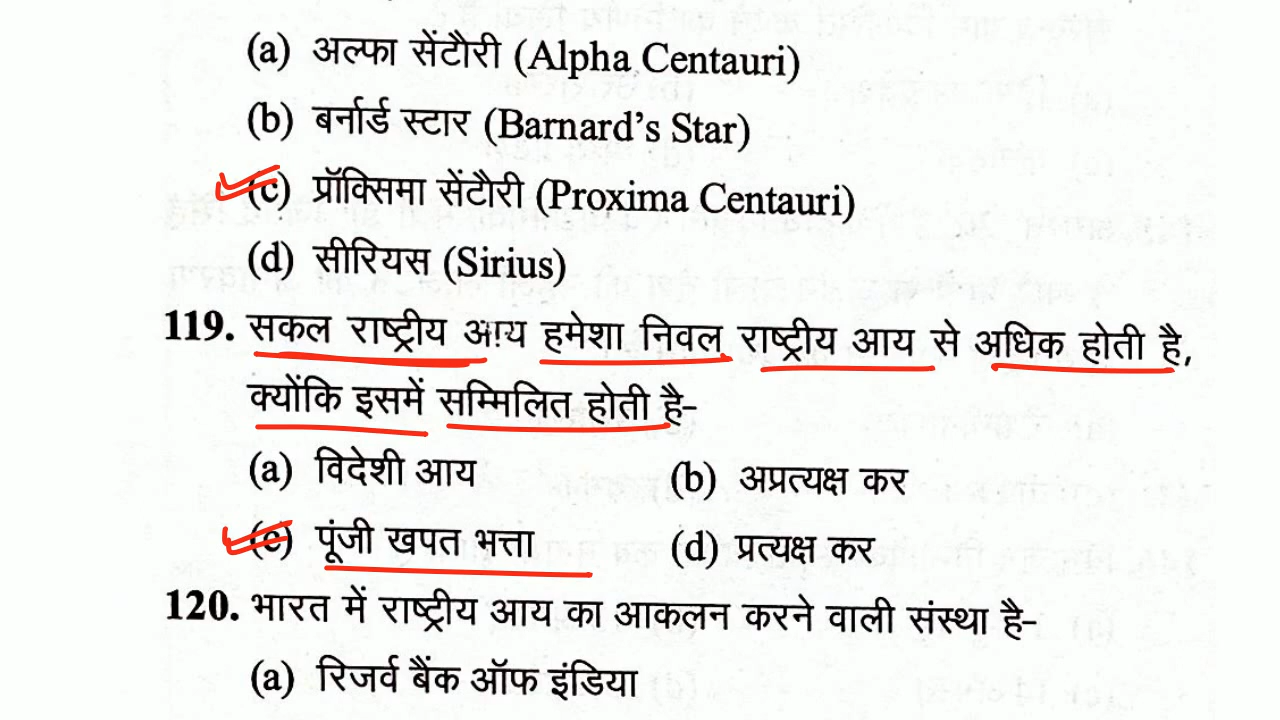 (a) अल्फा सेंटौरी (Alpha Centauri)
(b) बर्नार्ड स्टार (Barnard's Star)
(c) प्रॉक्सिमा सेंटौरी (Proxima Centauri)
(d) सीरियस (Sirius)
119. सकल राष्ट्रीय आय हमेशा निवल राष्ट्रीय आय से अधिक होती है,
क्योंकि इसमें सम्मिलित होती है–
(a) विदेशी आय (b) अप्रत्यक्ष कर
(c) पूंजी खपत भत्ता (d) प्रत्यक्ष कर
120. भारत में राष्ट्रीय आय का आकलन करने वाली संस्था है–
(a) रिजर्व बैंक ऑफ इंडिया